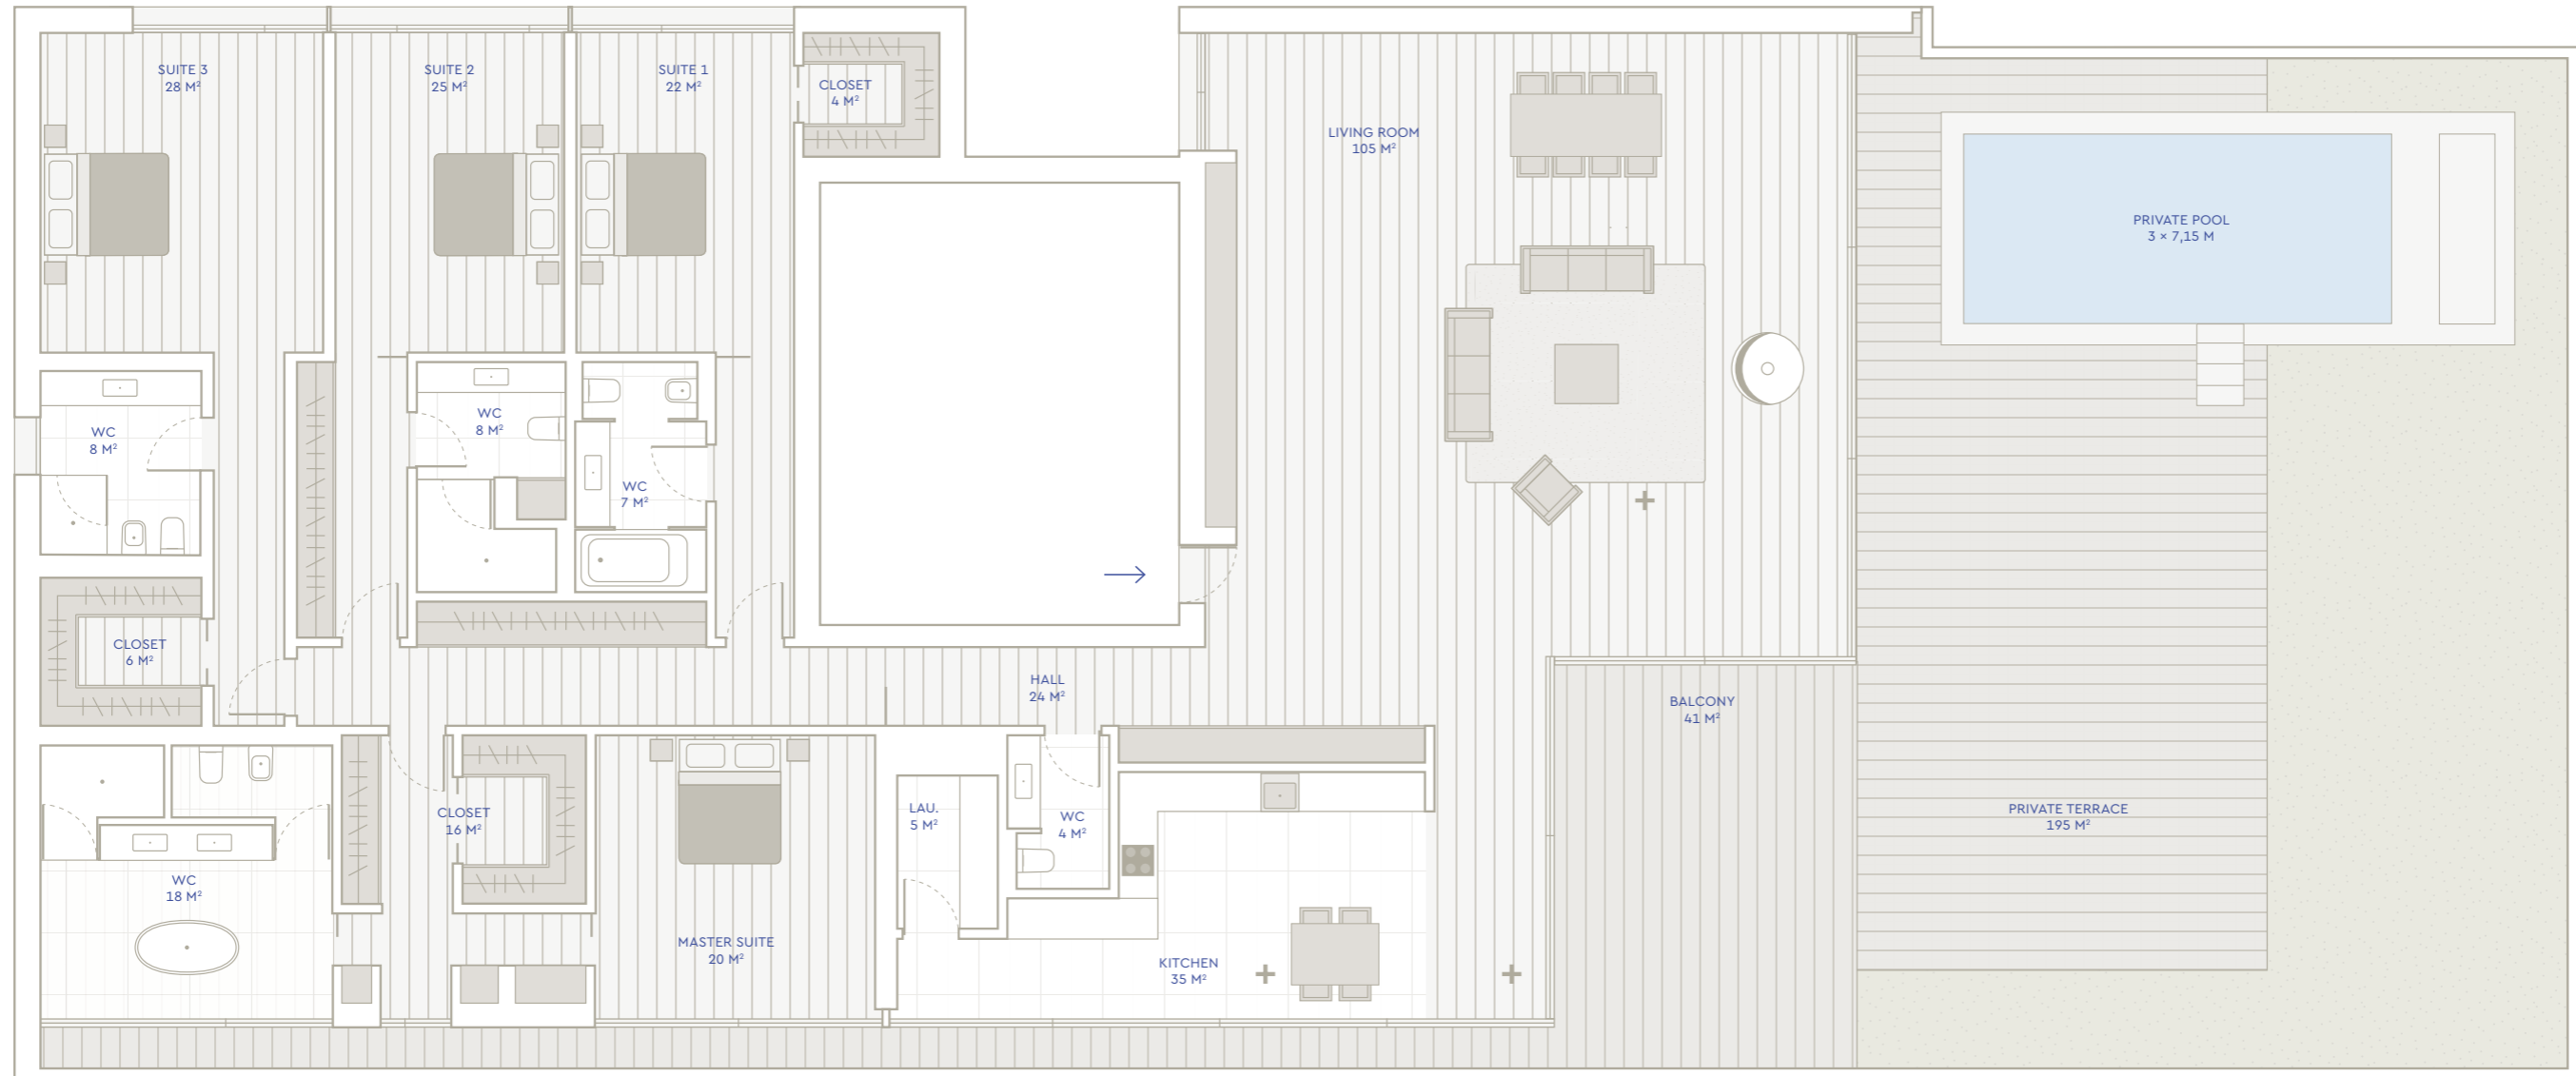 SUITE 3
28 M²
SUITE 2
25 M²
SUITE 1
22 M²
CLOSET
4 M²
LIVING ROOM
105 M²
PRIVATE POOL
3 × 7,15 M
WC
8 M²
WC
8 M²
WC
7 M²
CLOSET
6 M²
HALL
24 M²
BALCONY
41 M²
CLOSET
16 M²
LAU.
5 M²
WC
4 M²
PRIVATE TERRACE
195 M²
WC
18 M²
MASTER SUITE
20 M²
KITCHEN
35 M²